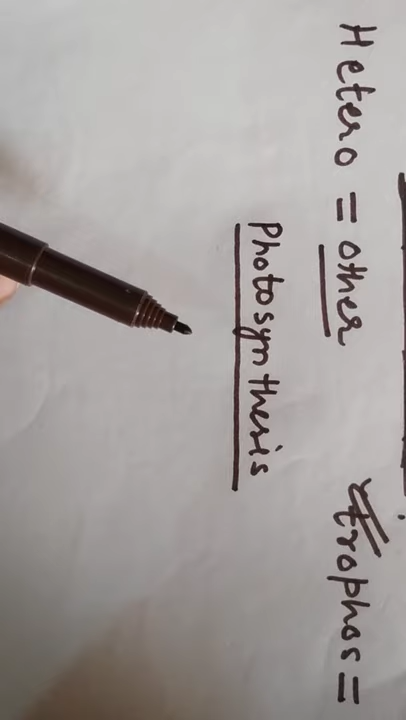 Hetero = other trophos =
Photosynthesis